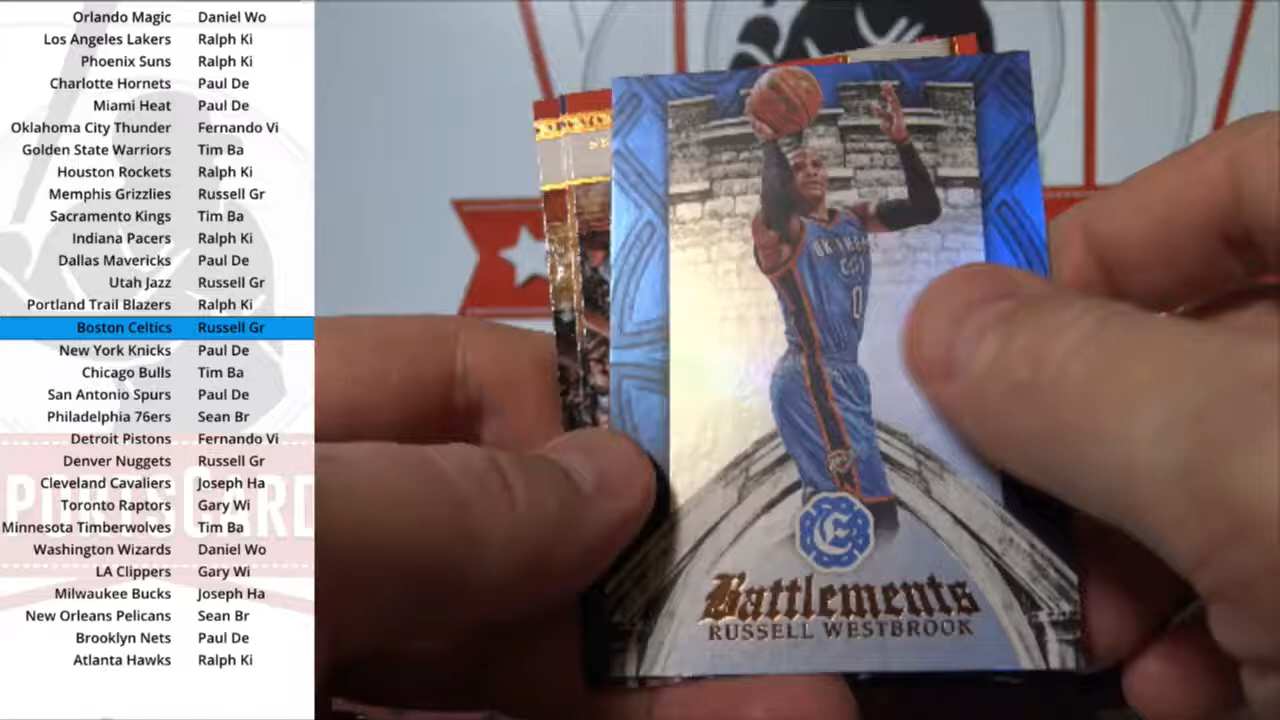 Orlando Magic Daniel Wo
Los Angeles Lakers Ralph Ki
Phoenix Suns Ralph Ki
Charlotte Hornets Paul De
Miami Heat Paul De
Oklahoma City Thunder Fernando Vi
Golden State Warriors Tim Ba
Houston Rockets Ralph Ki
Memphis Grizzlies Russell Gr
Sacramento Kings Tim Ba
Indiana Pacers Ralph Ki
Dallas Mavericks Paul De
Utah Jazz Russell Gr
Portland Trail Blazers Ralph Ki
Boston Celtics Russell Gr
New York Knicks Paul De
Chicago Bulls Tim Ba
San Antonio Spurs Paul De
Philadelphia 76ers Sean Br
Detroit Pistons Fernando Vi
Denver Nuggets Russell Gr
Cleveland Cavaliers Joseph Ha
Toronto Raptors Gary Wi
Minnesota Timberwolves Tim Ba
Washington Wizards Daniel Wo
LA Clippers Gary Wi
Milwaukee Bucks Joseph Ha
New Orleans Pelicans Sean Br
Brooklyn Nets Paul De
Atlanta Hawks Ralph Ki
0
E
Battlements
RUSSELL WESTBROOK